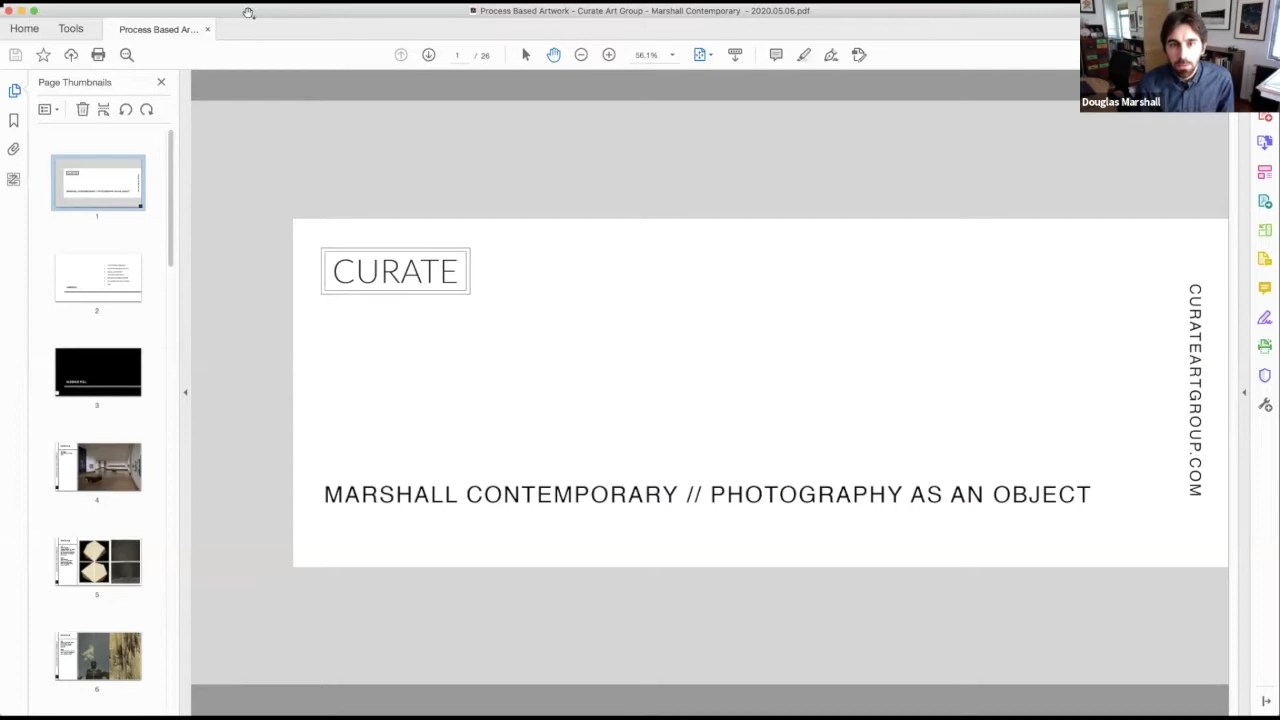 Process Based Artwork - Curate Art Group - Marshall Contemporary - 2020.05.06.pdf
Home
Tools
Process Based Ar...
1 / 26
56.1%
Douglas Marshall
Page Thumbnails
1
2
3
4
5
6
CURATE
CURATEARTGROUP.COM
MARSHALL CONTEMPORARY // PHOTOGRAPHY AS AN OBJECT